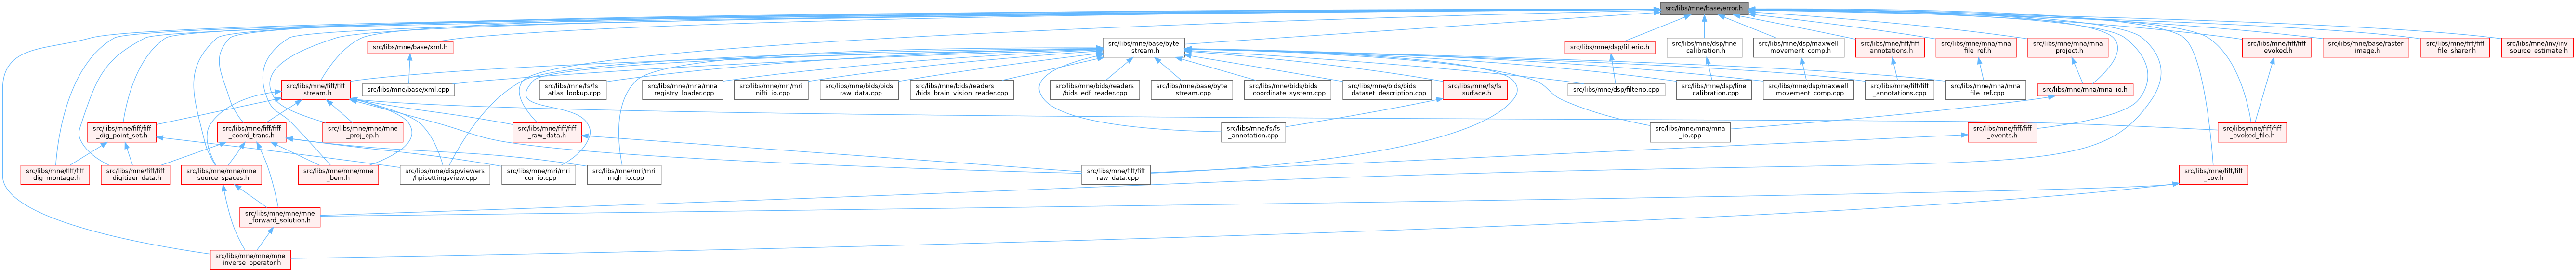 src/libs/mne/base/error.h
src/libs/mne/base/xml.h
src/libs/mne/base/byte
_stream.h
src/libs/mne/dsp/filterio.h
src/libs/mne/dsp/fine
_calibration.h
src/libs/mne/dsp/maxwell
_movement_comp.h
src/libs/mne/fiff/fiff
_annotations.h
src/libs/mne/mna/mna
_file_ref.h
src/libs/mne/mna/mna
_project.h
src/libs/mne/fiff/fiff
_evoked.h
src/libs/mne/base/raster
_image.h
src/libs/mne/fiff/fiff
_file_sharer.h
src/libs/mne/inv/inv
_source_estimate.h
src/libs/mne/fiff/fiff
_stream.h
src/libs/mne/base/xml.cpp
src/libs/mne/fs/fs
_atlas_lookup.cpp
src/libs/mne/mna/mna
_registry_loader.cpp
src/libs/mne/mri/mri
_nifti_io.cpp
src/libs/mne/bids/bids
_raw_data.cpp
src/libs/mne/bids/readers
/bids_brain_vision_reader.cpp
src/libs/mne/bids/readers
/bids_edf_reader.cpp
src/libs/mne/base/byte
_stream.cpp
src/libs/mne/bids/bids
_coordinate_system.cpp
src/libs/mne/bids/bids
_dataset_description.cpp
src/libs/mne/fs/fs
_surface.h
src/libs/mne/dsp/filterio.cpp
src/libs/mne/dsp/fine
_calibration.cpp
src/libs/mne/dsp/maxwell
_movement_comp.cpp
src/libs/mne/fiff/fiff
_annotations.cpp
src/libs/mne/mna/mna
_file_ref.cpp
src/libs/mne/mna/mna_io.h
src/libs/mne/fiff/fiff
_dig_point_set.h
src/libs/mne/fiff/fiff
_coord_trans.h
src/libs/mne/mne/mne
_proj_op.h
src/libs/mne/fiff/fiff
_raw_data.h
src/libs/mne/fs/fs
_annotation.cpp
src/libs/mne/mna/mna
_io.cpp
src/libs/mne/fiff/fiff
_events.h
src/libs/mne/fiff/fiff
_evoked_file.h
src/libs/mne/fiff/fiff
_dig_montage.h
src/libs/mne/fiff/fiff
_digitizer_data.h
src/libs/mne/mne/mne
_source_spaces.h
src/libs/mne/mne/mne
_bem.h
src/libs/mne/disp/viewers
/hpisettingsview.cpp
src/libs/mne/mri/mri
_cor_io.cpp
src/libs/mne/mri/mri
_mgh_io.cpp
src/libs/mne/fiff/fiff
_raw_data.cpp
src/libs/mne/fiff/fiff
_cov.h
src/libs/mne/mne/mne
_forward_solution.h
src/libs/mne/mne/mne
_inverse_operator.h